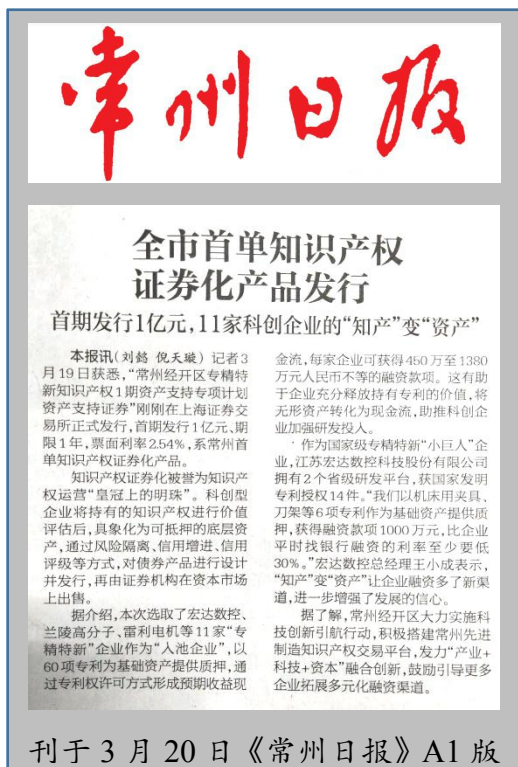 常州日报
全市首单知识产权
证券化产品发行
首期发行1亿元,11家科创企业的“知产”变“资产”
本报讯(刘懿 倪天璇) 记者3
月19日获悉,“常州经开区专精特
新知识产权1期资产支持专项计划
资产支持证券”刚刚在上海证券交
易所正式发行,首期发行1亿元、期
限1年,票面利率2.54%,系常州首
单知识产权证券化产品。
知识产权证券化被誉为知识产
权运营“皇冠上的明珠”。科创型
企业将持有的知识产权进行价值
评估后,具象化为可抵押的底层资
产,通过风险隔离、信用增进、信用
评级等方式,对债券产品进行设计
并发行,再由证券机构在资本市场
上出售。
据介绍,本次选取了宏达数控、
兰陵高分子、雷利电机等11家“专
精特新”企业作为“入池企业”,以
60项专利为基础资产提供质押,通
过专利权许可方式形成预期收益现
金流,每家企业可获得450万至1380
万元人民币不等的融资款项。这有助
于企业充分释放持有专利的价值,将
无形资产转化为现金流,助推科创企
业加强研发投入。
作为国家级专精特新“小巨人”企
业,江苏宏达数控科技股份有限公司
拥有2个省级研发平台,获国家发明
专利授权14件。“我们以机床用夹具、
刀架等6项专利作为基础资产提供质
押,获得融资款项1000万元,比企业
平时找银行融资的利率至少要低
30%。”宏达数控总经理王小成表示,
“知产”变“资产”让企业融资多了新渠
道,进一步增强了发展的信心。
据了解,常州经开区大力实施科
技创新引航行动,积极搭建常州先进
制造知识产权交易平台,发力“产业+
科技+资本”融合创新,鼓励引导更多
企业拓展多元化融资渠道。
刊于3月20日《常州日报》A1版